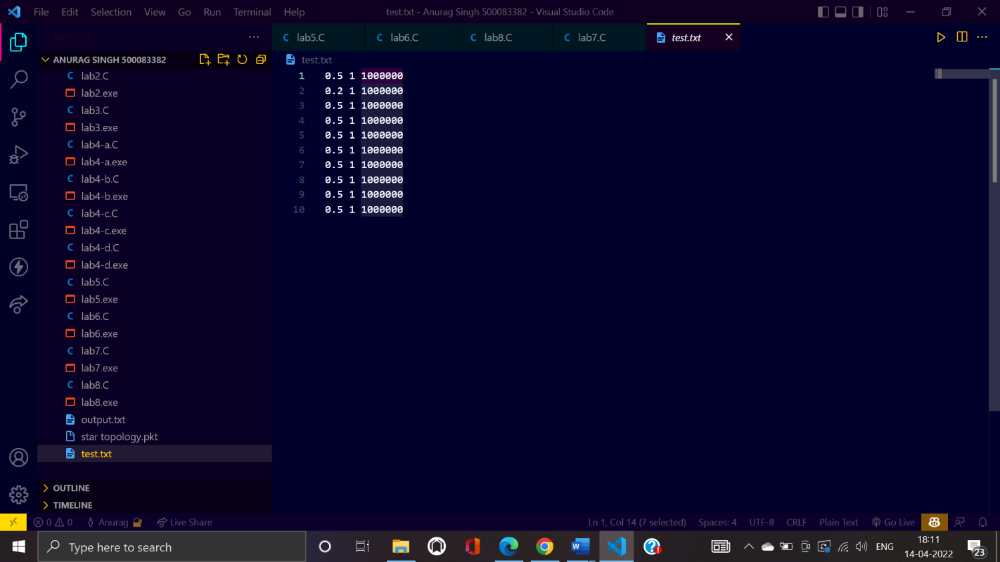 File Edit Selection View Go Run Terminal Help
test.txt - Anurag Singh 500083382 - Visual Studio Code
EXPLORER
lab5.C lab6.C lab8.C lab7.C test.txt
ANURAG SINGH 500083382
lab2.C
lab2.exe
lab3.C
lab3.exe
lab4-a.C
lab4-a.exe
lab4-b.C
lab4-b.exe
lab4-c.C
lab4-c.exe
lab4-d.C
lab4-d.exe
lab5.C
lab5.exe
lab6.C
lab6.exe
lab7.C
lab7.exe
lab8.C
lab8.exe
output.txt
star topology.pkt
test.txt
OUTLINE
TIMELINE
test.txt
1 0.5 1 1000000
2 0.2 1 1000000
3 0.5 1 1000000
4 0.5 1 1000000
5 0.5 1 1000000
6 0.5 1 1000000
7 0.5 1 1000000
8 0.5 1 1000000
9 0.5 1 1000000
10 0.5 1 1000000
0 0 Anurag Live Share Ln 1, Col 14 (7 selected) Spaces: 4 UTF-8 CRLF Plain Text Go Live
Type here to search
ENG
18:11
14-04-2022
23